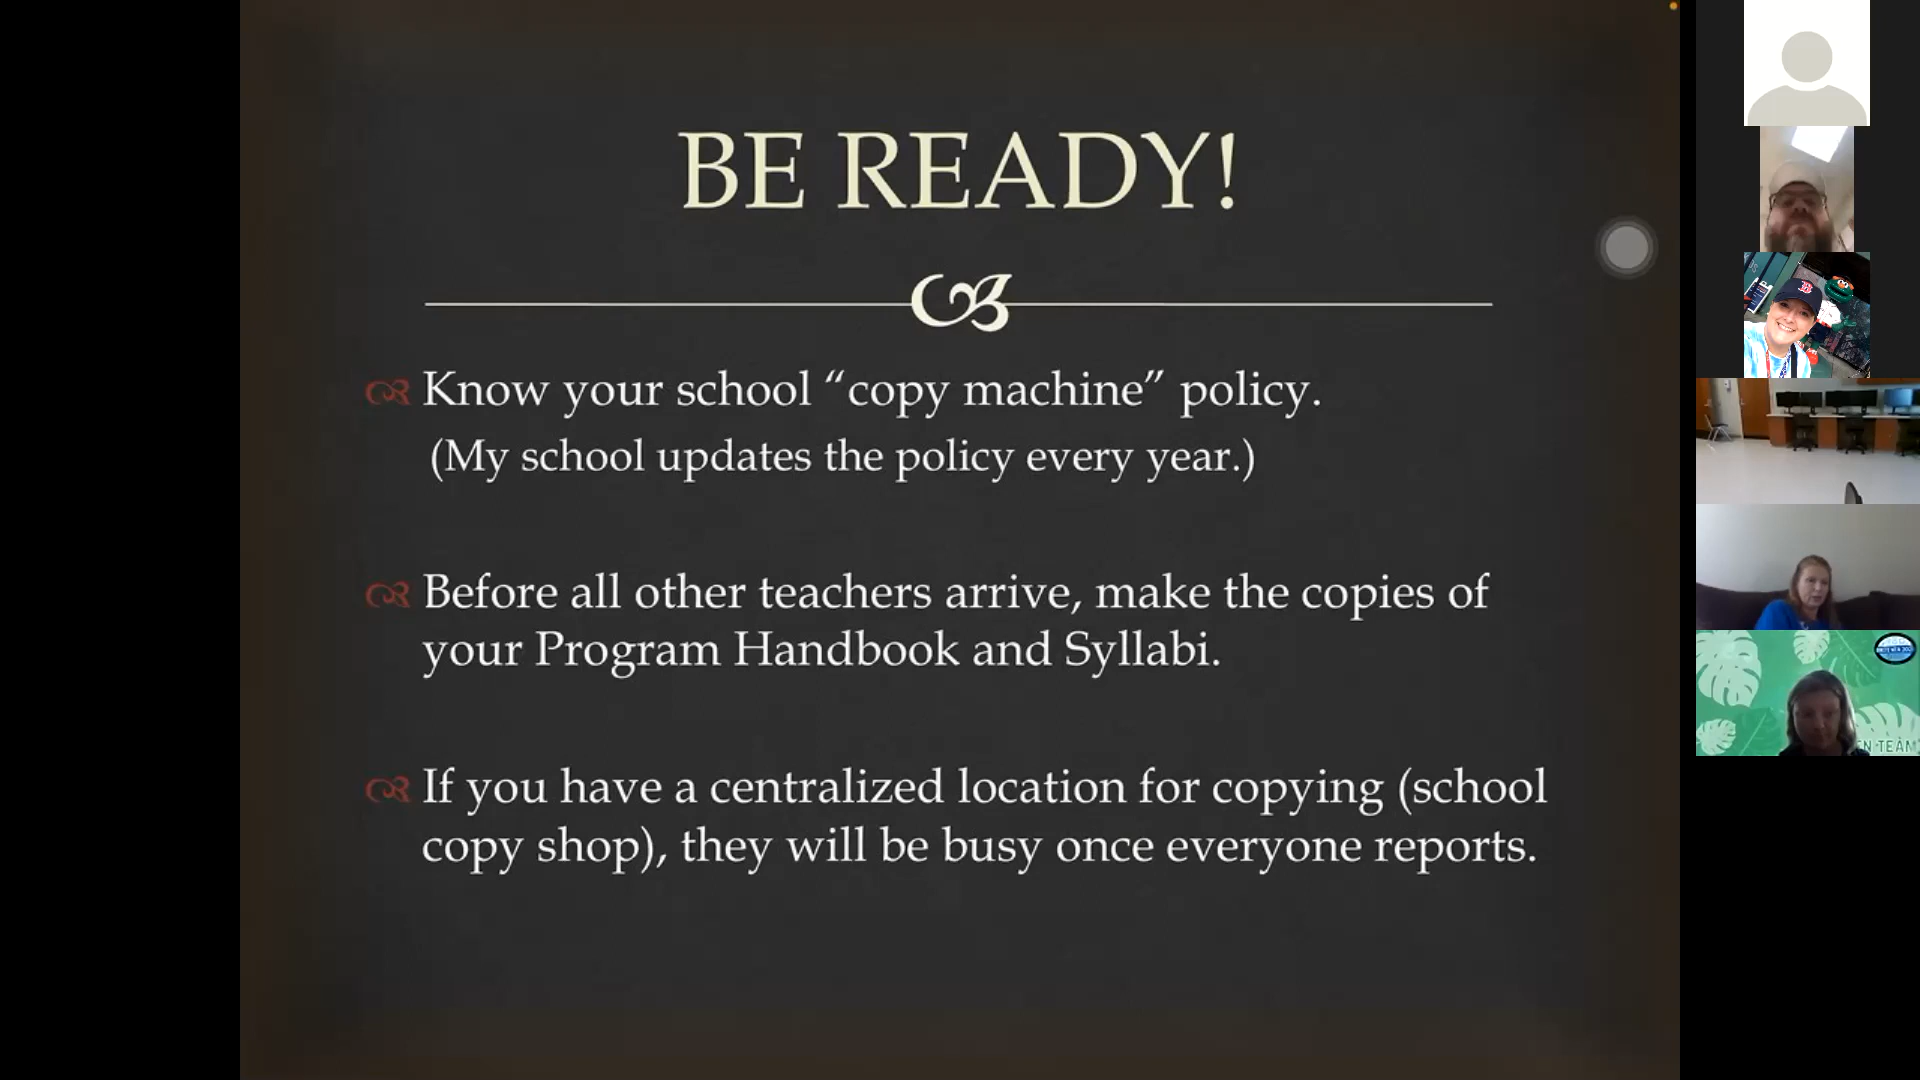 BE READY!
Know your school “copy machine” policy.
(My school updates the policy every year.)
Before all other teachers arrive, make the copies of
your Program Handbook and Syllabi.
If you have a centralized location for copying (school
copy shop), they will be busy once everyone reports.
B
EN TEAM